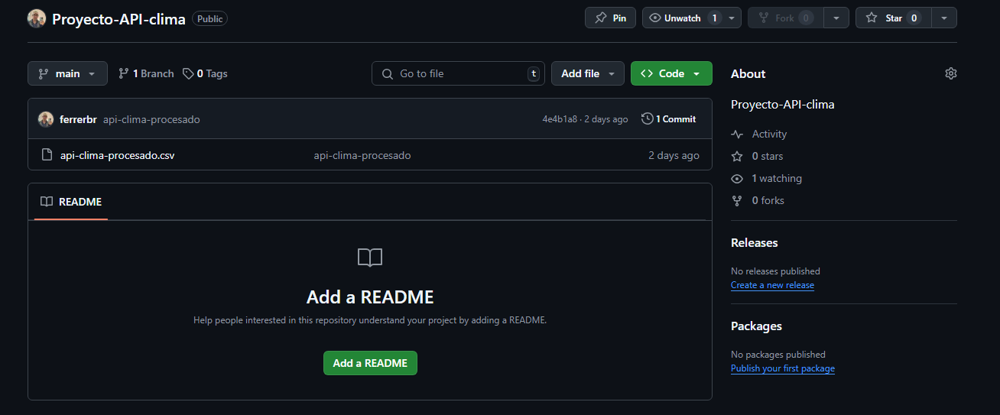 Proyecto-API-clima Public Pin Unwatch 1 Fork 0 Star 0
main 1 Branch 0 Tags Go to file t Add file Code
ferrerbr api-clima-procesado 4e4b1a8 · 2 days ago 1 Commit
api-clima-procesado.csv api-clima-procesado 2 days ago
README
Add a README
Help people interested in this repository understand your project by adding a README.
Add a README
About
Proyecto-API-clima
Activity
0 stars
1 watching
0 forks
Releases
No releases published
Create a new release
Packages
No packages published
Publish your first package